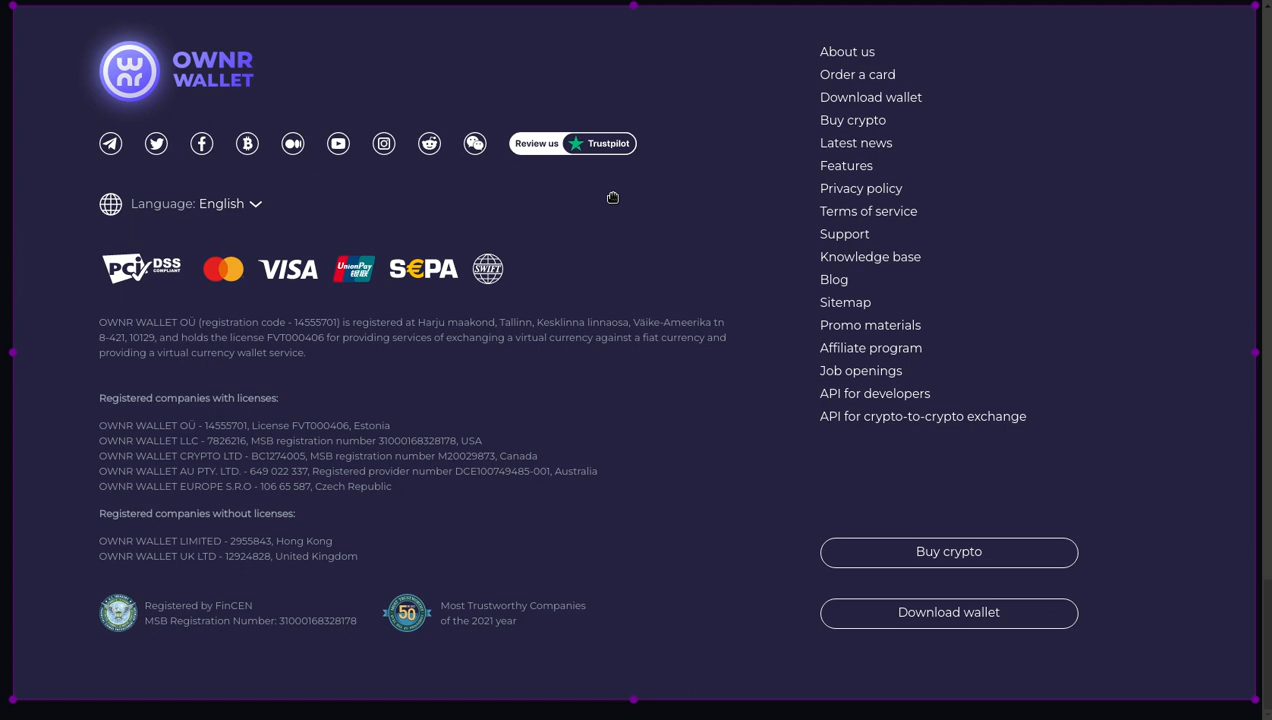 OWNR
WALLET
Review us Trustpilot
Language: English
PCI DSS
COMPLIANT
VISA
UnionPay
银联
S€PA
SWIFT
OWNR WALLET OÜ (registration code - 14555701) is registered at Harju maakond, Tallinn, Kesklinna linnaosa, Väike-Ameerika tn
8-421, 10129, and holds the license FVT000406 for providing services of exchanging a virtual currency against a fiat currency and
providing a virtual currency wallet service.
Registered companies with licenses:
OWNR WALLET OÜ - 14555701, License FVT000406, Estonia
OWNR WALLET LLC - 7826216, MSB registration number 31000168328178, USA
OWNR WALLET CRYPTO LTD - BC1274005, MSB registration number M20029873, Canada
OWNR WALLET AU PTY. LTD. - 649 022 337, Registered provider number DCE100749485-001, Australia
OWNR WALLET EUROPE S.R.O - 106 65 587, Czech Republic
Registered companies without licenses:
OWNR WALLET LIMITED - 2955843, Hong Kong
OWNR WALLET UK LTD - 12924828, United Kingdom
Registered by FinCEN
MSB Registration Number: 31000168328178
50
Most Trustworthy Companies
of the 2021 year
About us
Order a card
Download wallet
Buy crypto
Latest news
Features
Privacy policy
Terms of service
Support
Knowledge base
Blog
Sitemap
Promo materials
Affiliate program
Job openings
API for developers
API for crypto-to-crypto exchange
Buy crypto
Download wallet